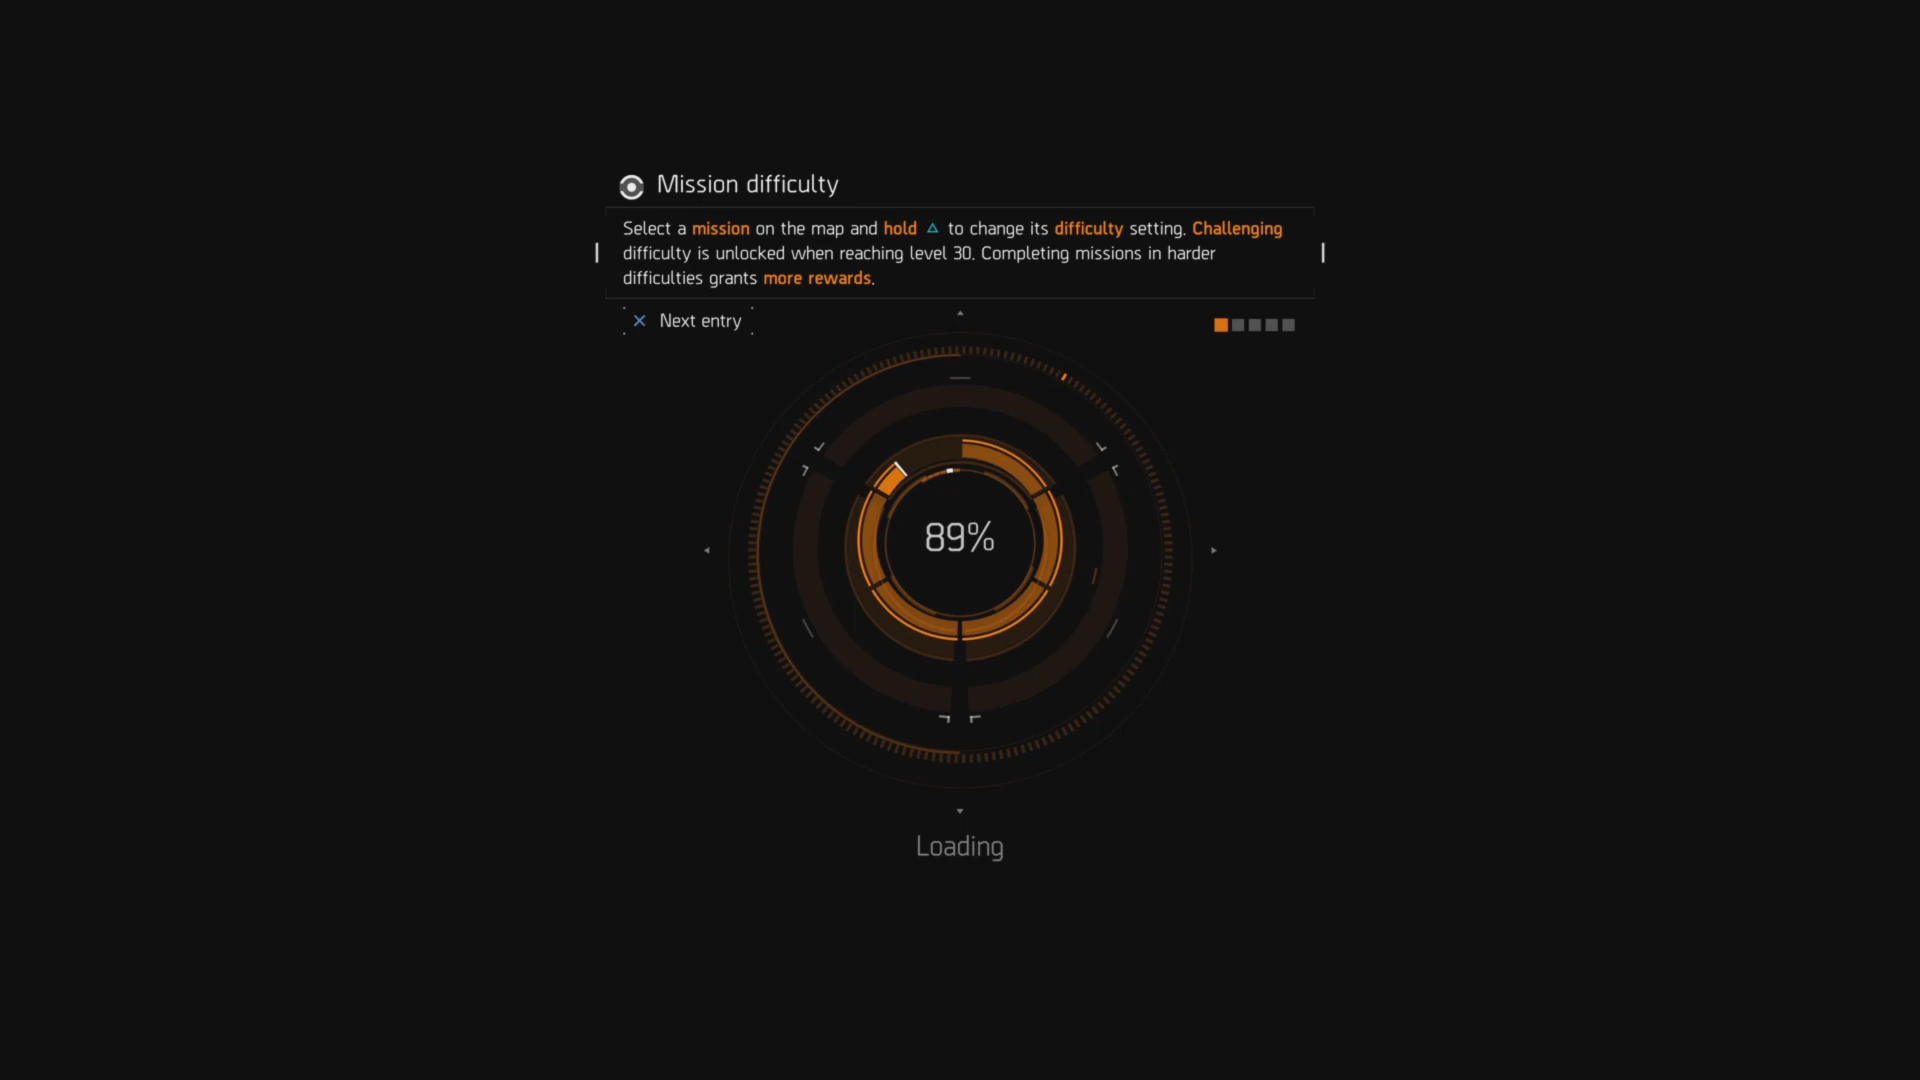 Mission difficulty
Select a mission on the map and hold △ to change its difficulty setting. Challenging
difficulty is unlocked when reaching level 30. Completing missions in harder
difficulties grants more rewards.
✕ Next entry
89%
Loading